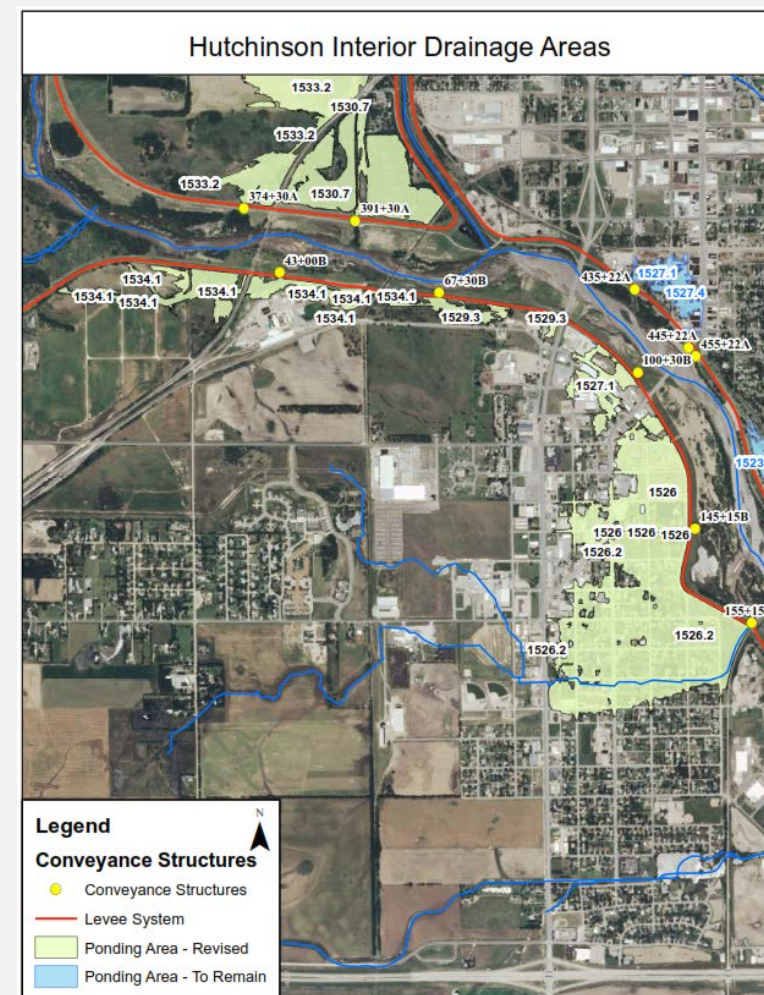 Hutchinson Interior Drainage Areas
1533.2
1530.7
1533.2
1533.2
1530.7
374+30A
391+30A
43+00B
1534.1
1534.1
1534.1
1534.1
1534.1
1534.1
1534.1
1534.1
67+30B
1529.3
1529.3
435+22A
1527.1
1527.4
445+22A
455+22A
100+30B
1527.1
1523
1526
1526 1526 1526
145+15B
1526.2
155+15
1526.2
1526.2
Legend
N
Conveyance Structures
Conveyance Structures
Levee System
Ponding Area - Revised
Ponding Area - To Remain